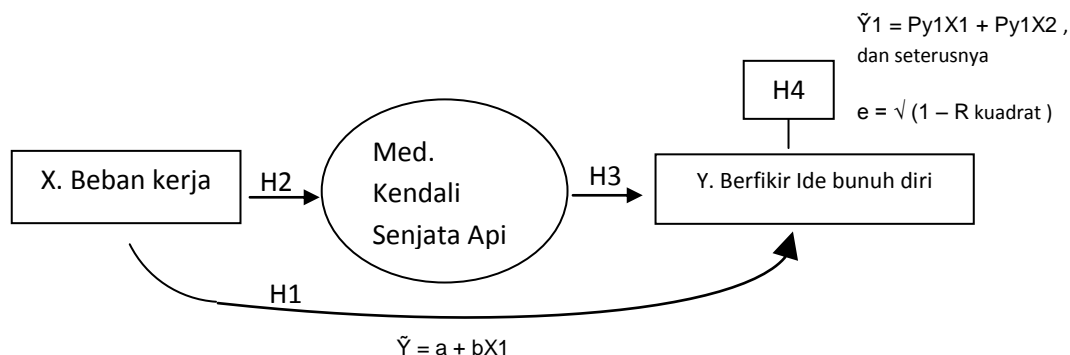 Ỹ1 = Py1X1 + Py1X2 ,
dan seterusnya
H4
e = √ (1 – R kuadrat )
X. Beban kerja
H2
Med.
Kendali
Senjata Api
H3
Y. Berfikir Ide bunuh diri
H1
Ỹ = a + bX1